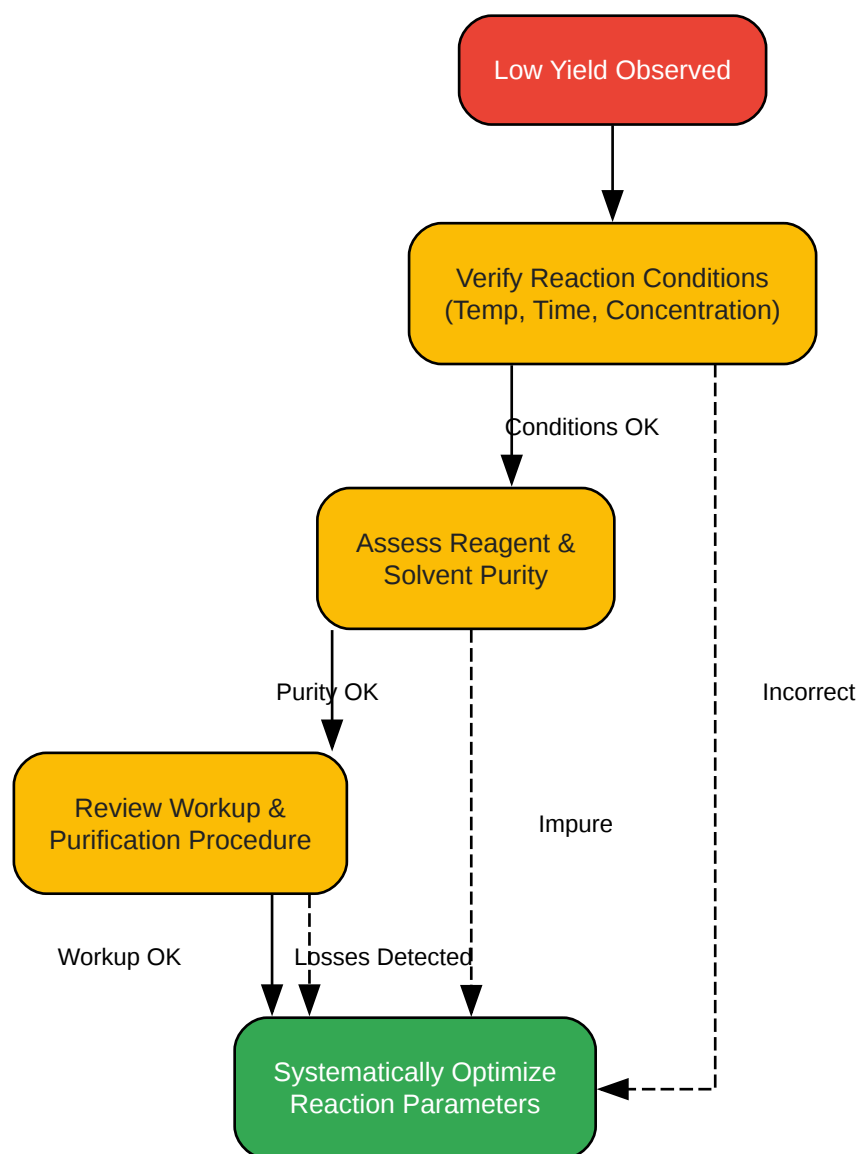 Low Yield Observed
Verify Reaction Conditions
(Temp, Time, Concentration)
Conditions OK
Assess Reagent &
Solvent Purity
Purity OK
Incorrect
Review Workup &
Purification Procedure
Impure
Workup OK
Losses Detected
Systematically Optimize
Reaction Parameters